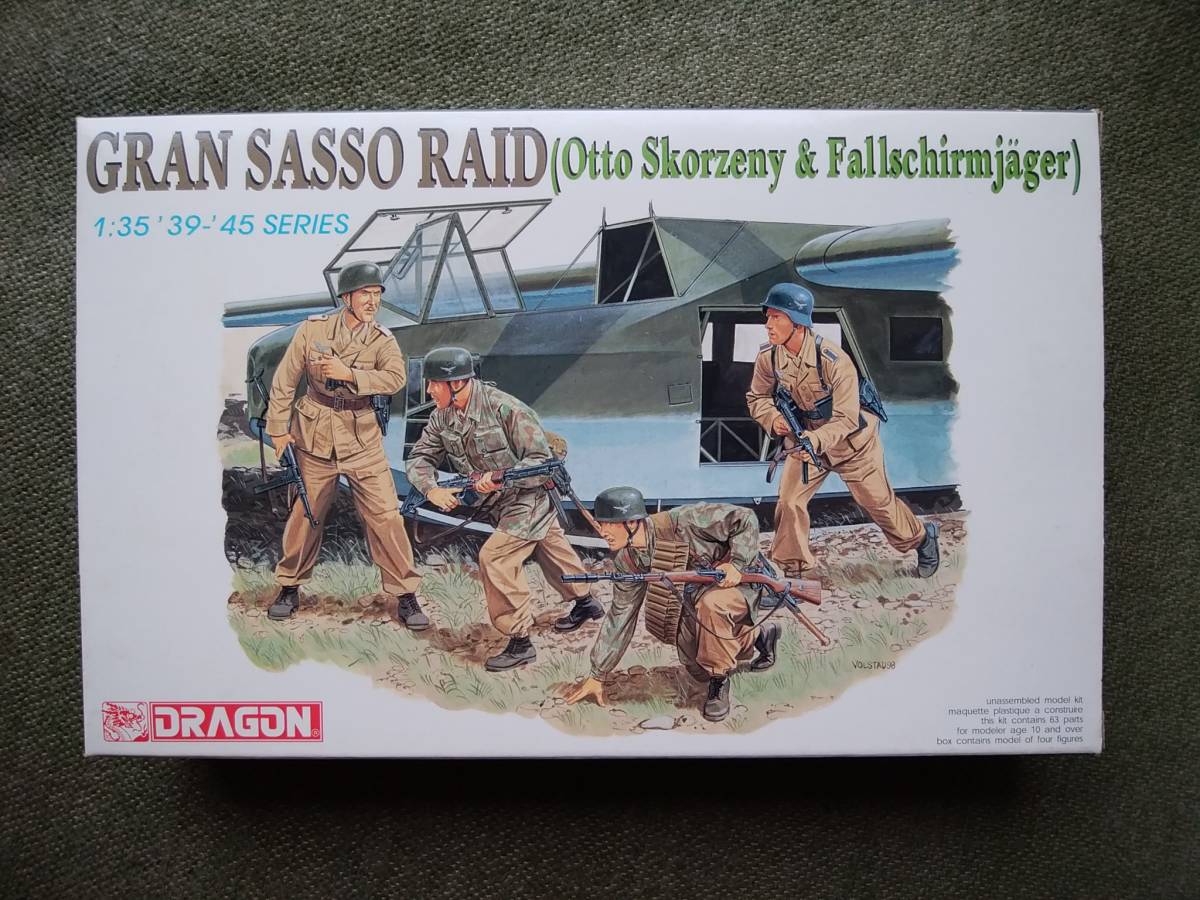 GRAN SASSO RAID (Otto Skorzeny & Fallschirmjäger)
1:35 '39-'45 SERIES
VOLSTAD98
DRAGON®
unassembled model kit
maquette plastique a construire
this kit contains 63 parts
for modeler age 10 and over
box contains model of four figures